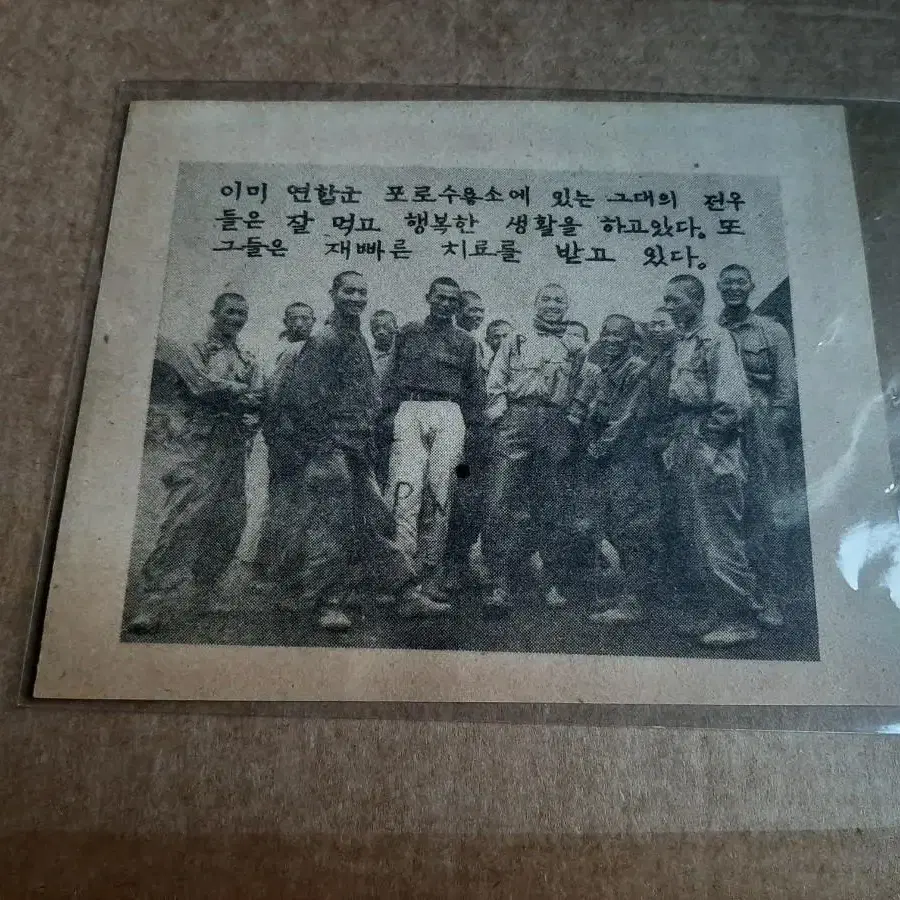 이미 연합군 포로수용소에 있는 그대의 전우
들은 잘 먹고 행복한 생활을 하고있다. 또
그들은 재빠른 치료를 받고 있다.
P
P
W